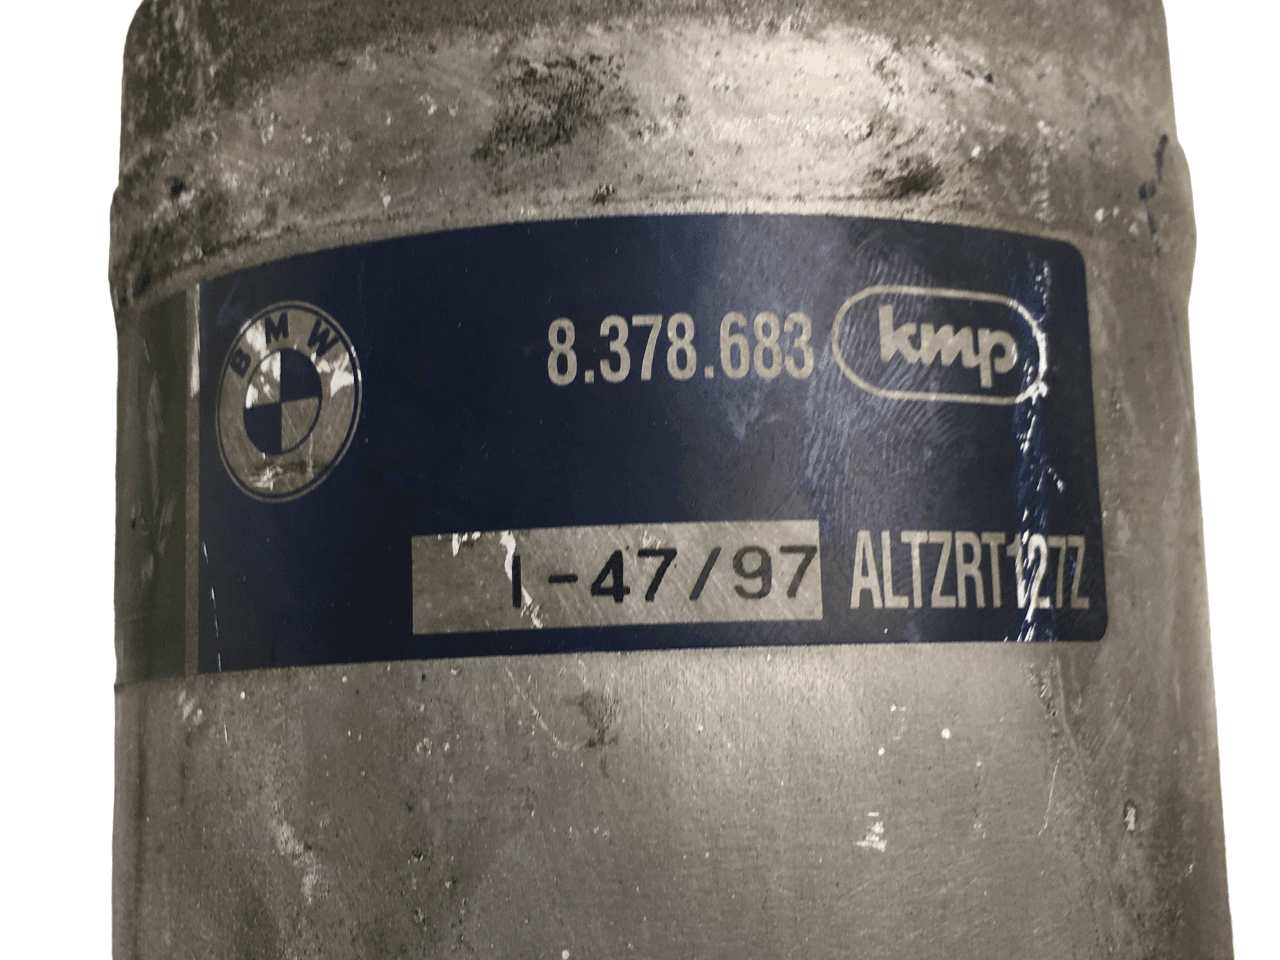 BMW
8.378.683 kmp
I-47/97 ALTZRT127Z